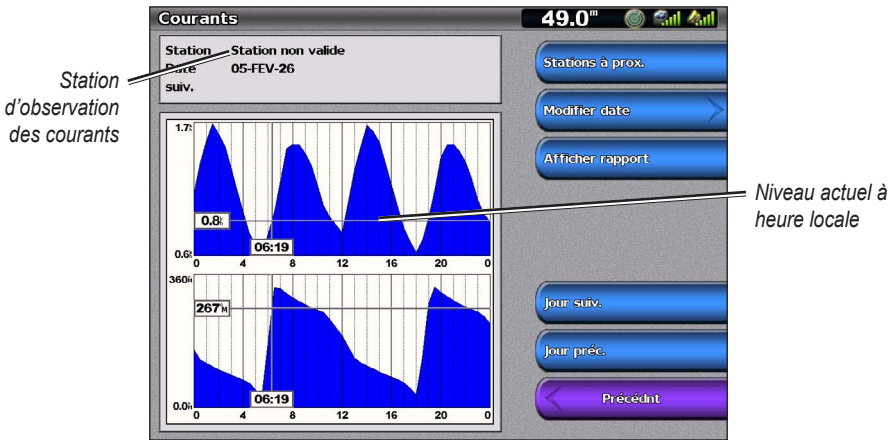 Courants
49.0"
Station Station non valide
Date 05-FEV-26
suiv.
Station
d'observation
des courants
Stations à prox.
Modifier date
Afficher rapport
1.7
0.8
0.6
06:19
0 4 8 12 16 20 0
Niveau actuel à
heure locale
360
267
0.0
06:19
0 4 8 12 16 20 0
Jour suiv.
Jour préc.
Précédnt